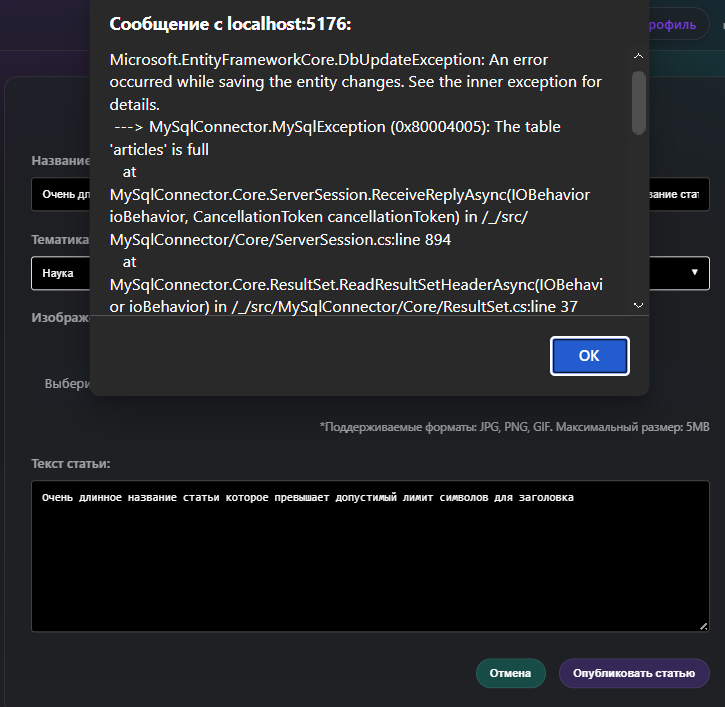 Сообщение с localhost:5176:
рофиль
Microsoft.EntityFrameworkCore.DbUpdateException: An error
occurred while saving the entity changes. See the inner exception for
details.
---> MySqlConnector.MySqlException (0x80004005): The table
'articles' is full
at
MySqlConnector.Core.ServerSession.ReceiveReplyAsync(IOBehavior
ioBehavior, CancellationToken cancellationToken) in /_/src/
MySqlConnector/Core/ServerSession.cs:line 894
at
MySqlConnector.Core.ResultSet.ReadResultSetHeaderAsync(IOBehavi
or ioBehavior) in /_/src/MySqlConnector/Core/ResultSet.cs:line 37
OK
Название
Очень дл
вание стат
Тематика
Наука
Изображ
Выбери
*Поддерживаемые форматы: JPG, PNG, GIF. Максимальный размер: 5MB
Текст статьи:
Очень длинное название статьи которое превышает допустимый лимит символов для заголовка
Отмена
Опубликовать статью